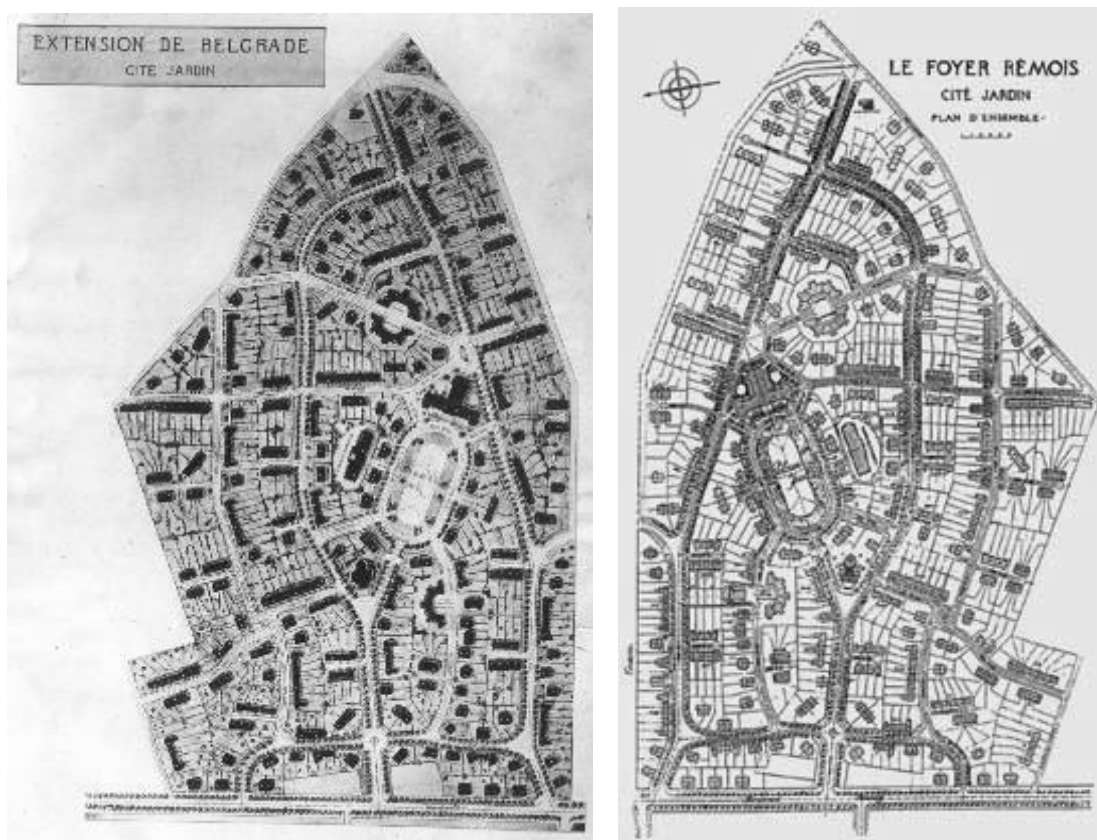 EXTENSION DE BELGRADE
CITE JARDIN
LE FOYER RÉMOIS
CITÉ JARDIN
PLAN D'ENSEMBLE-